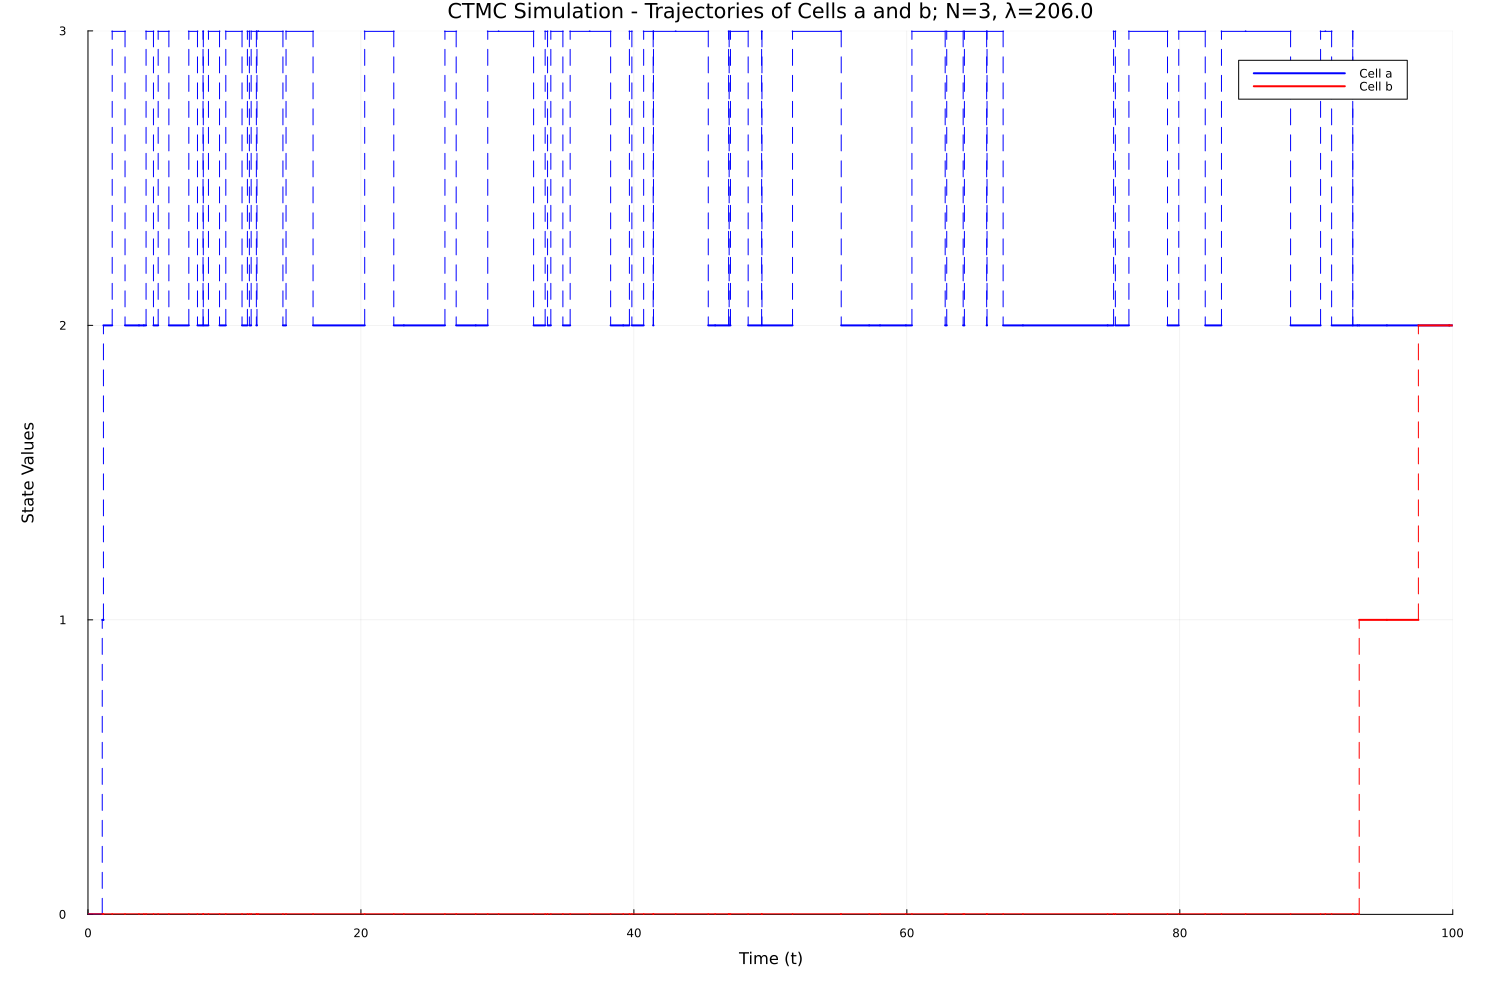 CTMC Simulation - Trajectories of Cells a and b; N=3, λ=206.0
3
Cell a
Cell b
2
State Values
1
0
0 20 40 60 80 100
Time (t)